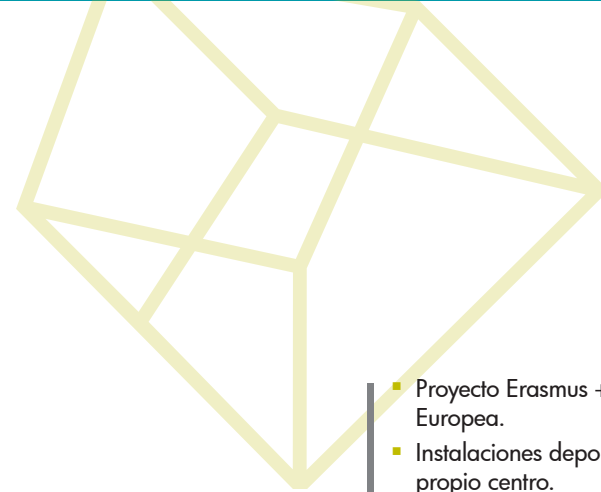 Proyecto Erasmus +
Europea.
Instalaciones depo
propio centro.